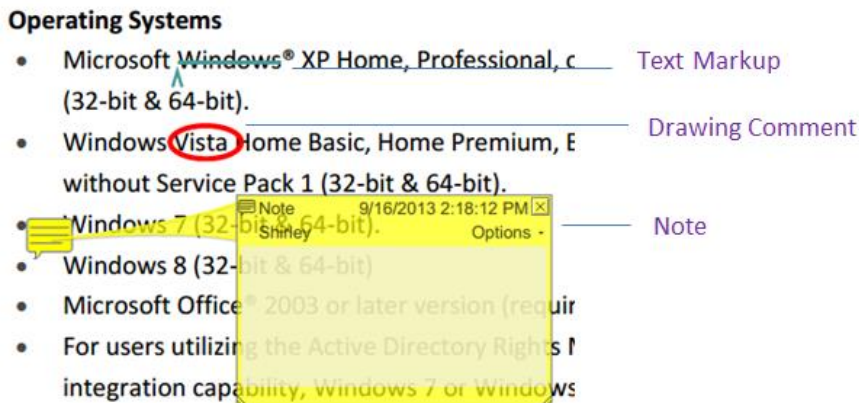 Operating Systems
• Microsoft Windows® XP Home, Professional, Text Markup
(32-bit & 64-bit).
Drawing Comment
• Windows Vista Home Basic, Home Premium,
without Service Pack 1 (32-bit & 64-bit).
Note 9/16/2013 2:18:12 PM
• Windows 7 (32-bit & 64-bit). Note
Shirley Options
• Windows 8 (32-bit & 64-bit)
• Microsoft Office® 2003 or later version (requir
• For users utilizing the Active Directory Rights
integration capability, Windows 7 or Windows